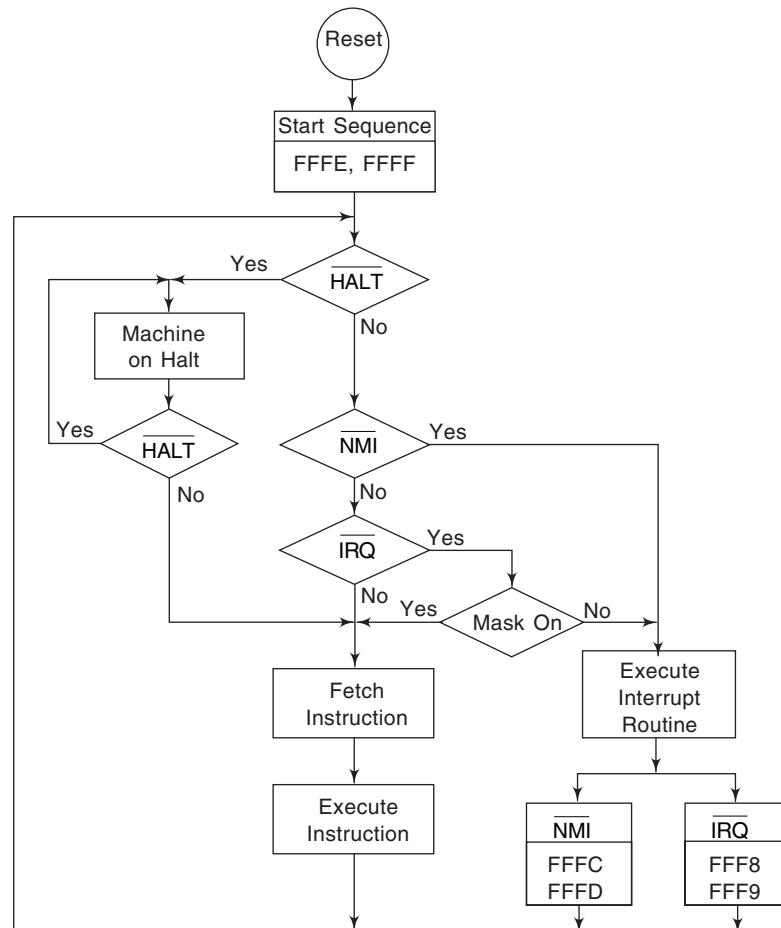 Reset
Start Sequence
FFFE, FFFF
Yes
HALT
No
Machine
on Halt
Yes
HALT
No
NMI
Yes
No
IRQ
Yes
No
Yes
Mask On
No
Fetch
Instruction
Execute
Interrupt
Routine
Execute
Instruction
NMI
FFFC
FFFD
IRQ
FFF8
FFF9